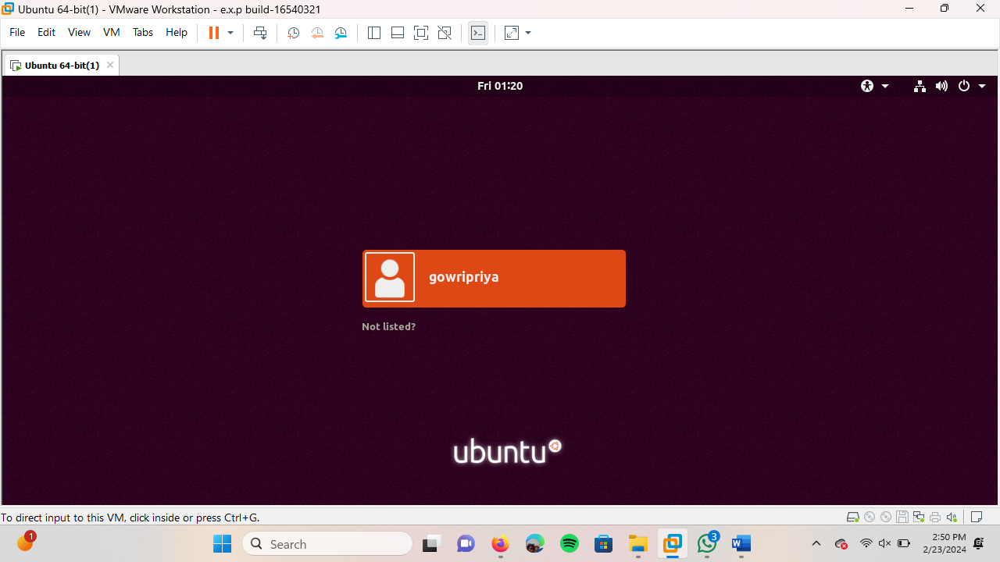 Ubuntu 64-bit(1) - VMware Workstation - e.x.p build-16540321
File Edit View VM Tabs Help
Ubuntu 64-bit(1)
Fri 01:20
gowripriya
Not listed?
ubuntu
To direct input to this VM, click inside or press Ctrl+G.
1
Search
3
W
2:50 PM
2/23/2024